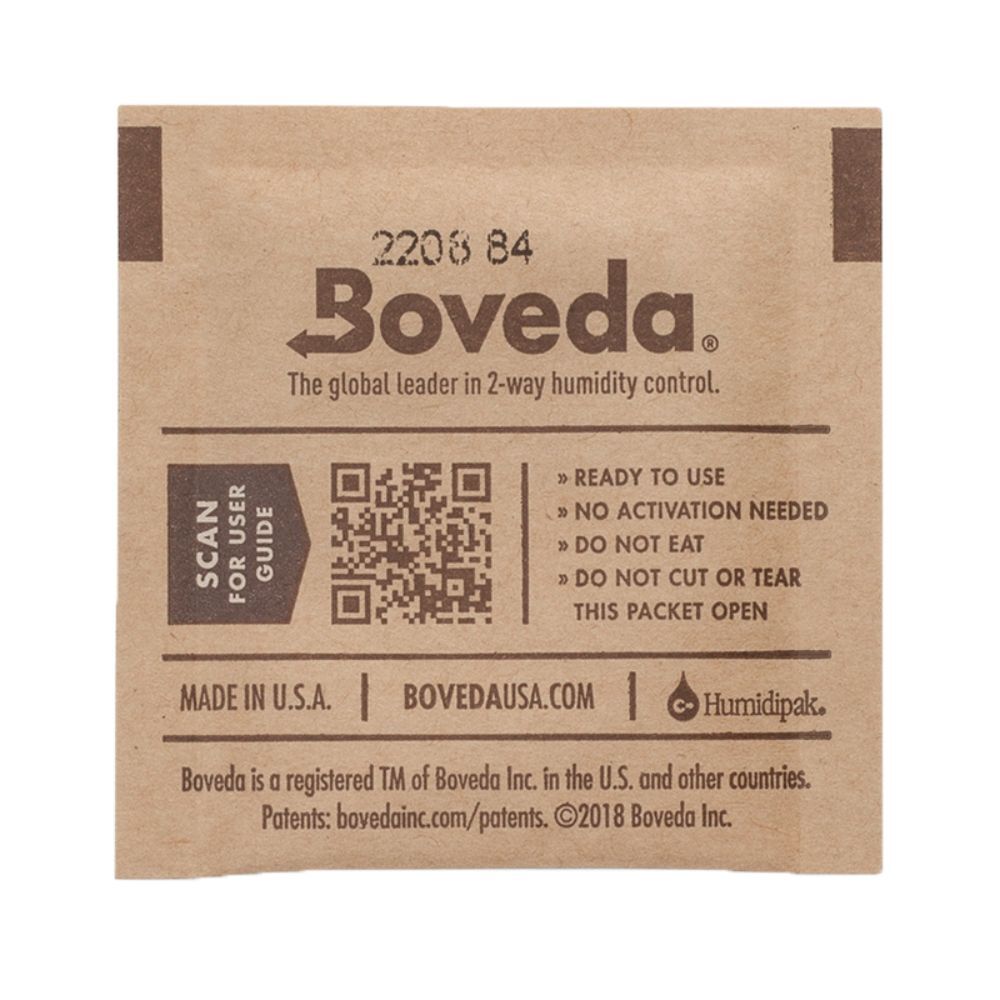 2208 84
Boveda®
The global leader in 2-way humidity control.
SCAN
FOR USER
GUIDE
» READY TO USE
» NO ACTIVATION NEEDED
» DO NOT EAT
» DO NOT CUT OR TEAR
THIS PACKET OPEN
MADE IN U.S.A. | BOVEDAUSA.COM | Humidipak®
Boveda is a registered TM of Boveda Inc. in the U.S. and other countries.
Patents: bovedainc.com/patents. ©2018 Boveda Inc.